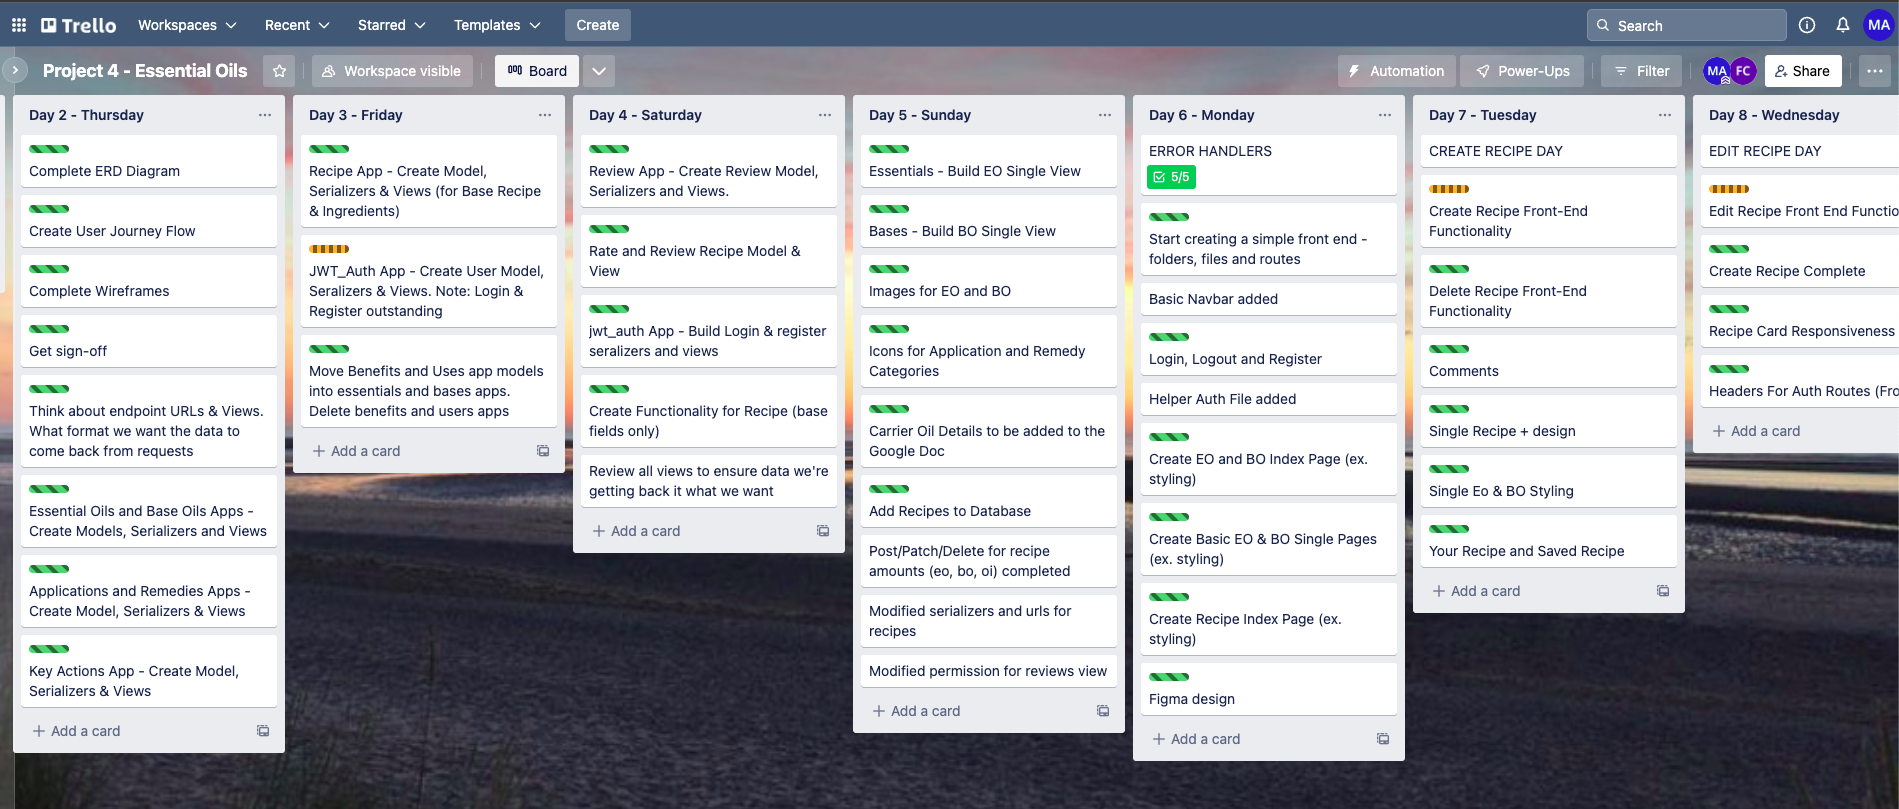 Trello
Workspaces
Recent
Starred
Templates
Create
Search
MA
Project 4 - Essential Oils
Workspace visible
Board
Automation
Power-Ups
Filter
MA
FC
Share
Day 2 - Thursday
Complete ERD Diagram
Create User Journey Flow
Complete Wireframes
Get sign-off
Think about endpoint URLs & Views.
What format we want the data to
come back from requests
Essential Oils and Base Oils Apps -
Create Models, Serializers and Views
Applications and Remedies Apps -
Create Model, Serializers & Views
Key Actions App - Create Model,
Serializers & Views
Add a card
Day 3 - Friday
Recipe App - Create Model,
Serializers & Views (for Base Recipe
& Ingredients)
JWT_Auth App - Create User Model,
Seralizers & Views. Note: Login &
Register outstanding
Move Benefits and Uses app models
into essentials and bases apps.
Delete benefits and users apps
Add a card
Day 4 - Saturday
Review App - Create Review Model,
Serializers and Views.
Rate and Review Recipe Model &
View
jwt_auth App - Build Login & register
seralizers and views
Create Functionality for Recipe (base
fields only)
Review all views to ensure data we're
getting back it what we want
Add a card
Day 5 - Sunday
Essentials - Build EO Single View
Bases - Build BO Single View
Images for EO and BO
Icons for Application and Remedy
Categories
Carrier Oil Details to be added to the
Google Doc
Add Recipes to Database
Post/Patch/Delete for recipe
amounts (eo, bo, oi) completed
Modified serializers and urls for
recipes
Modified permission for reviews view
Add a card
Day 6 - Monday
ERROR HANDLERS
5/5
Start creating a simple front end -
folders, files and routes
Basic Navbar added
Login, Logout and Register
Helper Auth File added
Create EO and BO Index Page (ex.
styling)
Create Basic EO & BO Single Pages
(ex. styling)
Create Recipe Index Page (ex.
styling)
Figma design
Add a card
Day 7 - Tuesday
CREATE RECIPE DAY
Create Recipe Front-End
Functionality
Delete Recipe Front-End
Functionality
Comments
Single Recipe + design
Single Eo & BO Styling
Your Recipe and Saved Recipe
Add a card
Day 8 - Wednesday
EDIT RECIPE DAY
Edit Recipe Front End Functio
Create Recipe Complete
Recipe Card Responsiveness
Headers For Auth Routes (Fro
Add a card